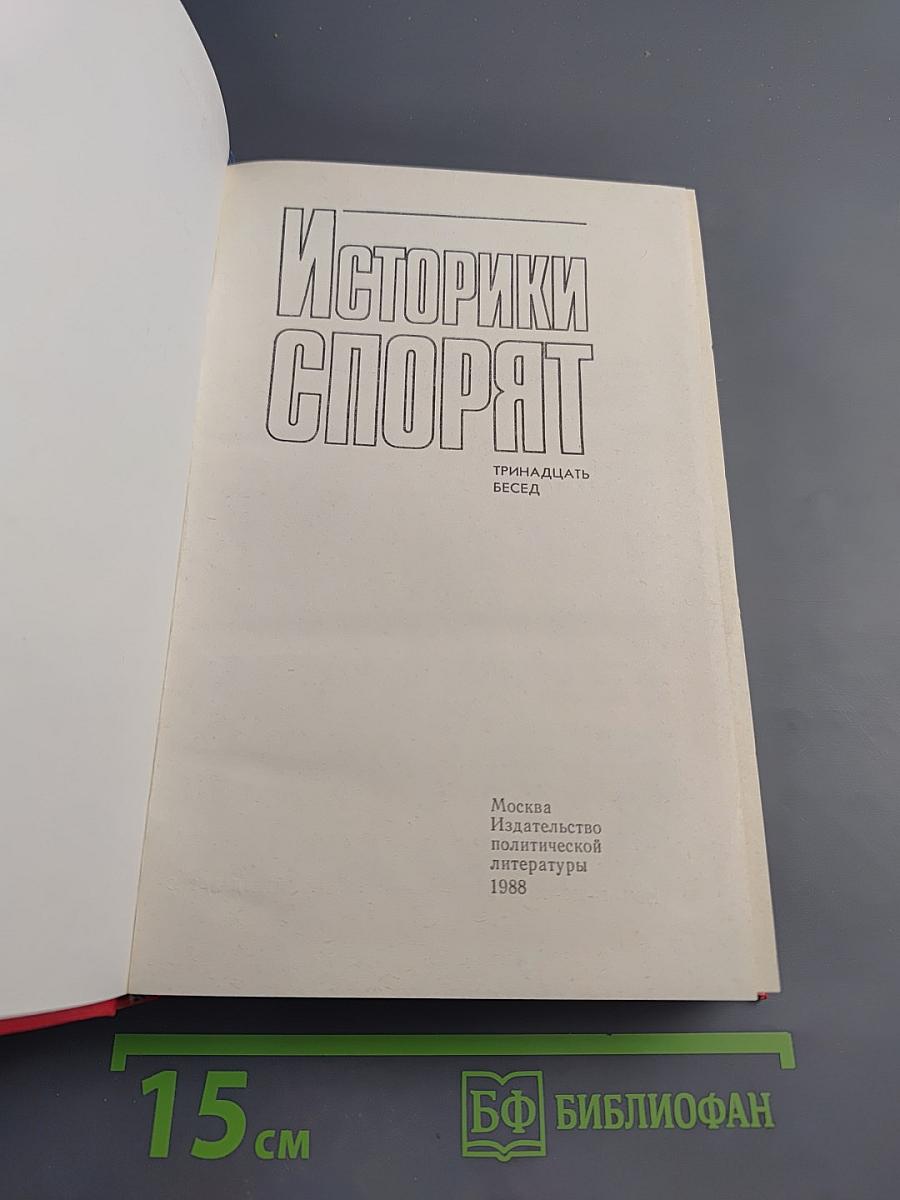 Историки
СПОРЯТ
ТРИНАДЦАТЬ
БЕСЕД
Москва
Издательство
политической
литературы
1988
15 см
БФ БИБЛИОФАН